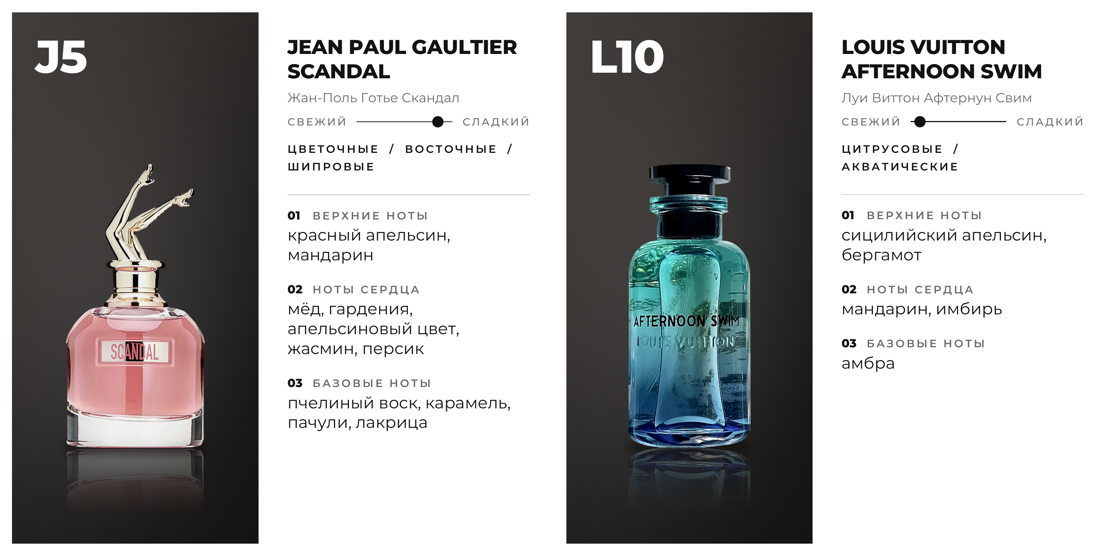 J5
JEAN PAUL GAULTIER
SCANDAL
Жан-Поль Готье Скандал
СВЕЖИЙ СЛАДКИЙ
ЦВЕТОЧНЫЕ / ВОСТОЧНЫЕ /
ШИПРОВЫЕ
01 ВЕРХНИЕ НОТЫ
красный апельсин,
мандарин
02 НОТЫ СЕРДЦА
мёд, гардения,
апельсиновый цвет,
жасмин, персик
03 БАЗОВЫЕ НОТЫ
пчелиный воск, карамель,
пачули, лакрица
SCANDAL
L10
LOUIS VUITTON
AFTERNOON SWIM
Луи Виттон Афтернун Свим
СВЕЖИЙ СЛАДКИЙ
ЦИТРУСОВЫЕ /
АКВАТИЧЕСКИЕ
01 ВЕРХНИЕ НОТЫ
сицилийский апельсин,
бергамот
02 НОТЫ СЕРДЦА
мандарин, имбирь
03 БАЗОВЫЕ НОТЫ
амбра
AFTERNOON SWIM
LOUIS VUITTON